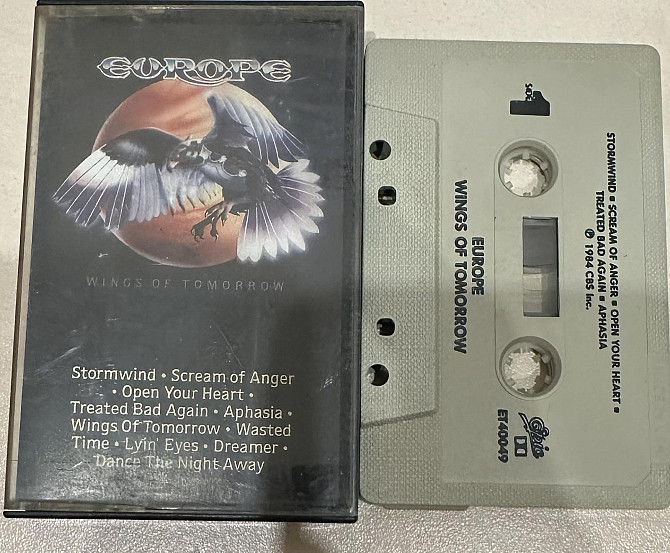 EUROPE
WINGS OF TOMORROW
Stormwind • Scream of Anger
• Open Your Heart •
Treated Bad Again • Aphasia •
Wings Of Tomorrow • Wasted
Time • Lyin' Eyes • Dreamer •
Dance The Night Away
SIDE 1
STORMWIND ■ SCREAM OF ANGER ■ OPEN YOUR HEART ■
TREATED BAD AGAIN ■ APHASIA
℗ 1984 CBS Inc.
EUROPE
WINGS OF TOMORROW
Epic
ET40049